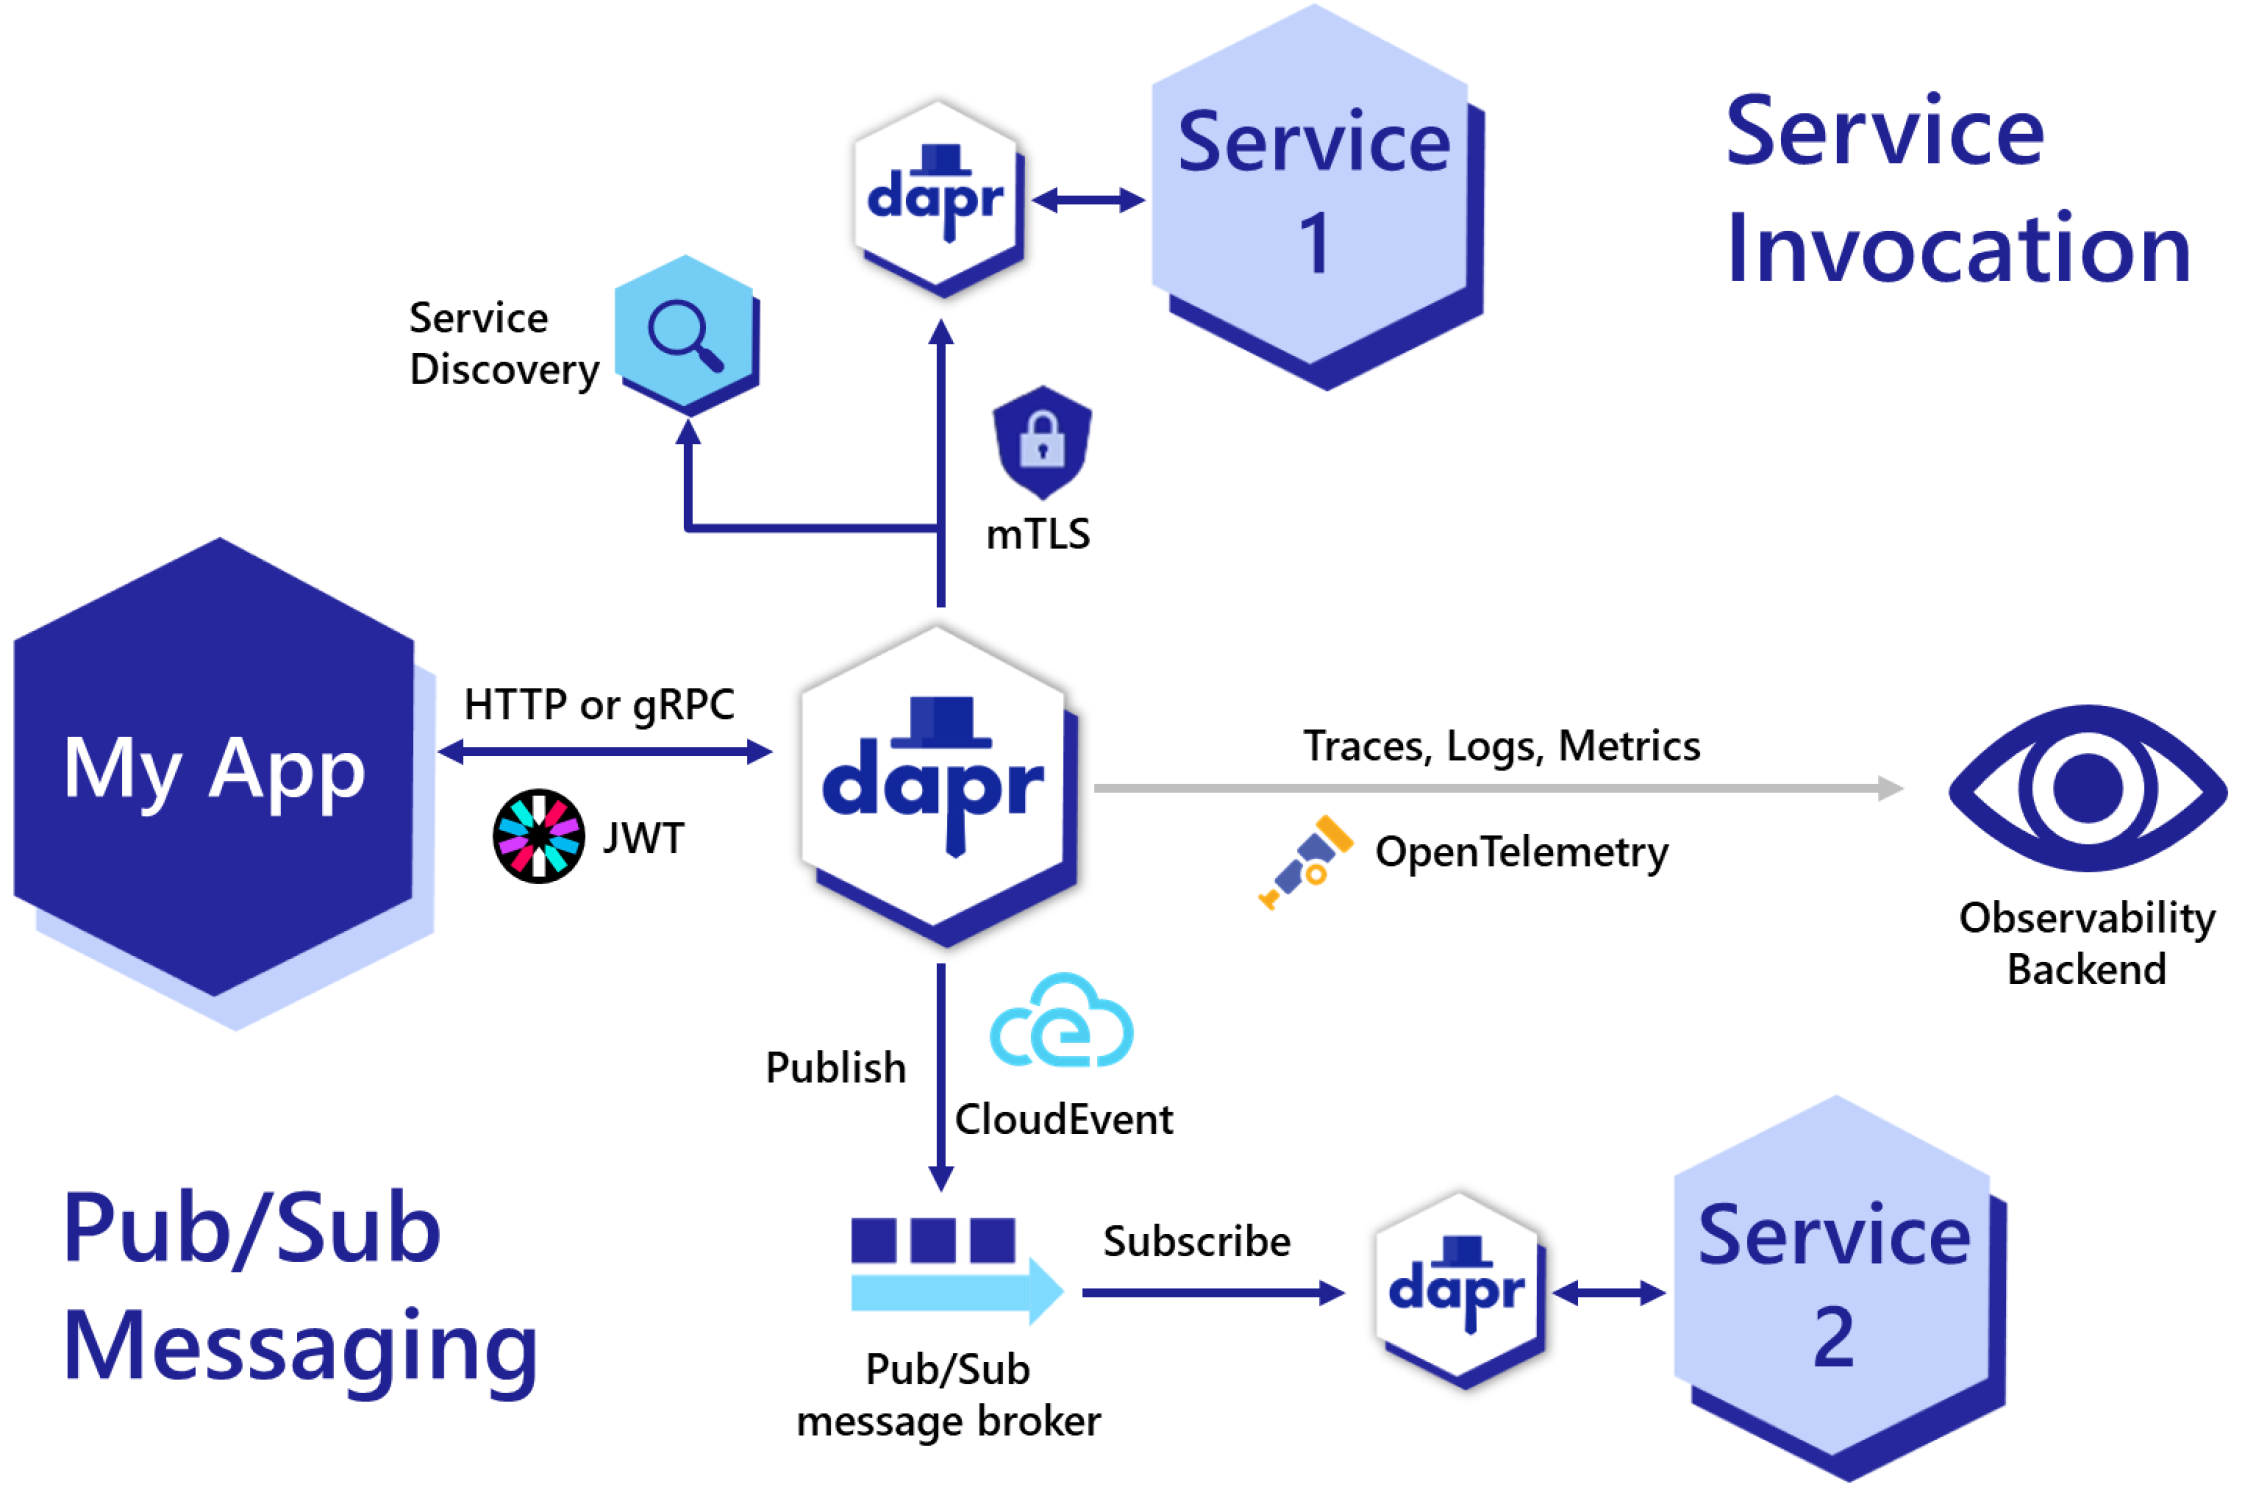 Service
1
dapr
Service
Invocation
Service
Discovery
mTLS
My App
HTTP or gRPC
JWT
dapr
Traces, Logs, Metrics
OpenTelemetry
Observability
Backend
Publish
CloudEvent
Pub/Sub
Messaging
Pub/Sub
message broker
Subscribe
dapr
Service
2